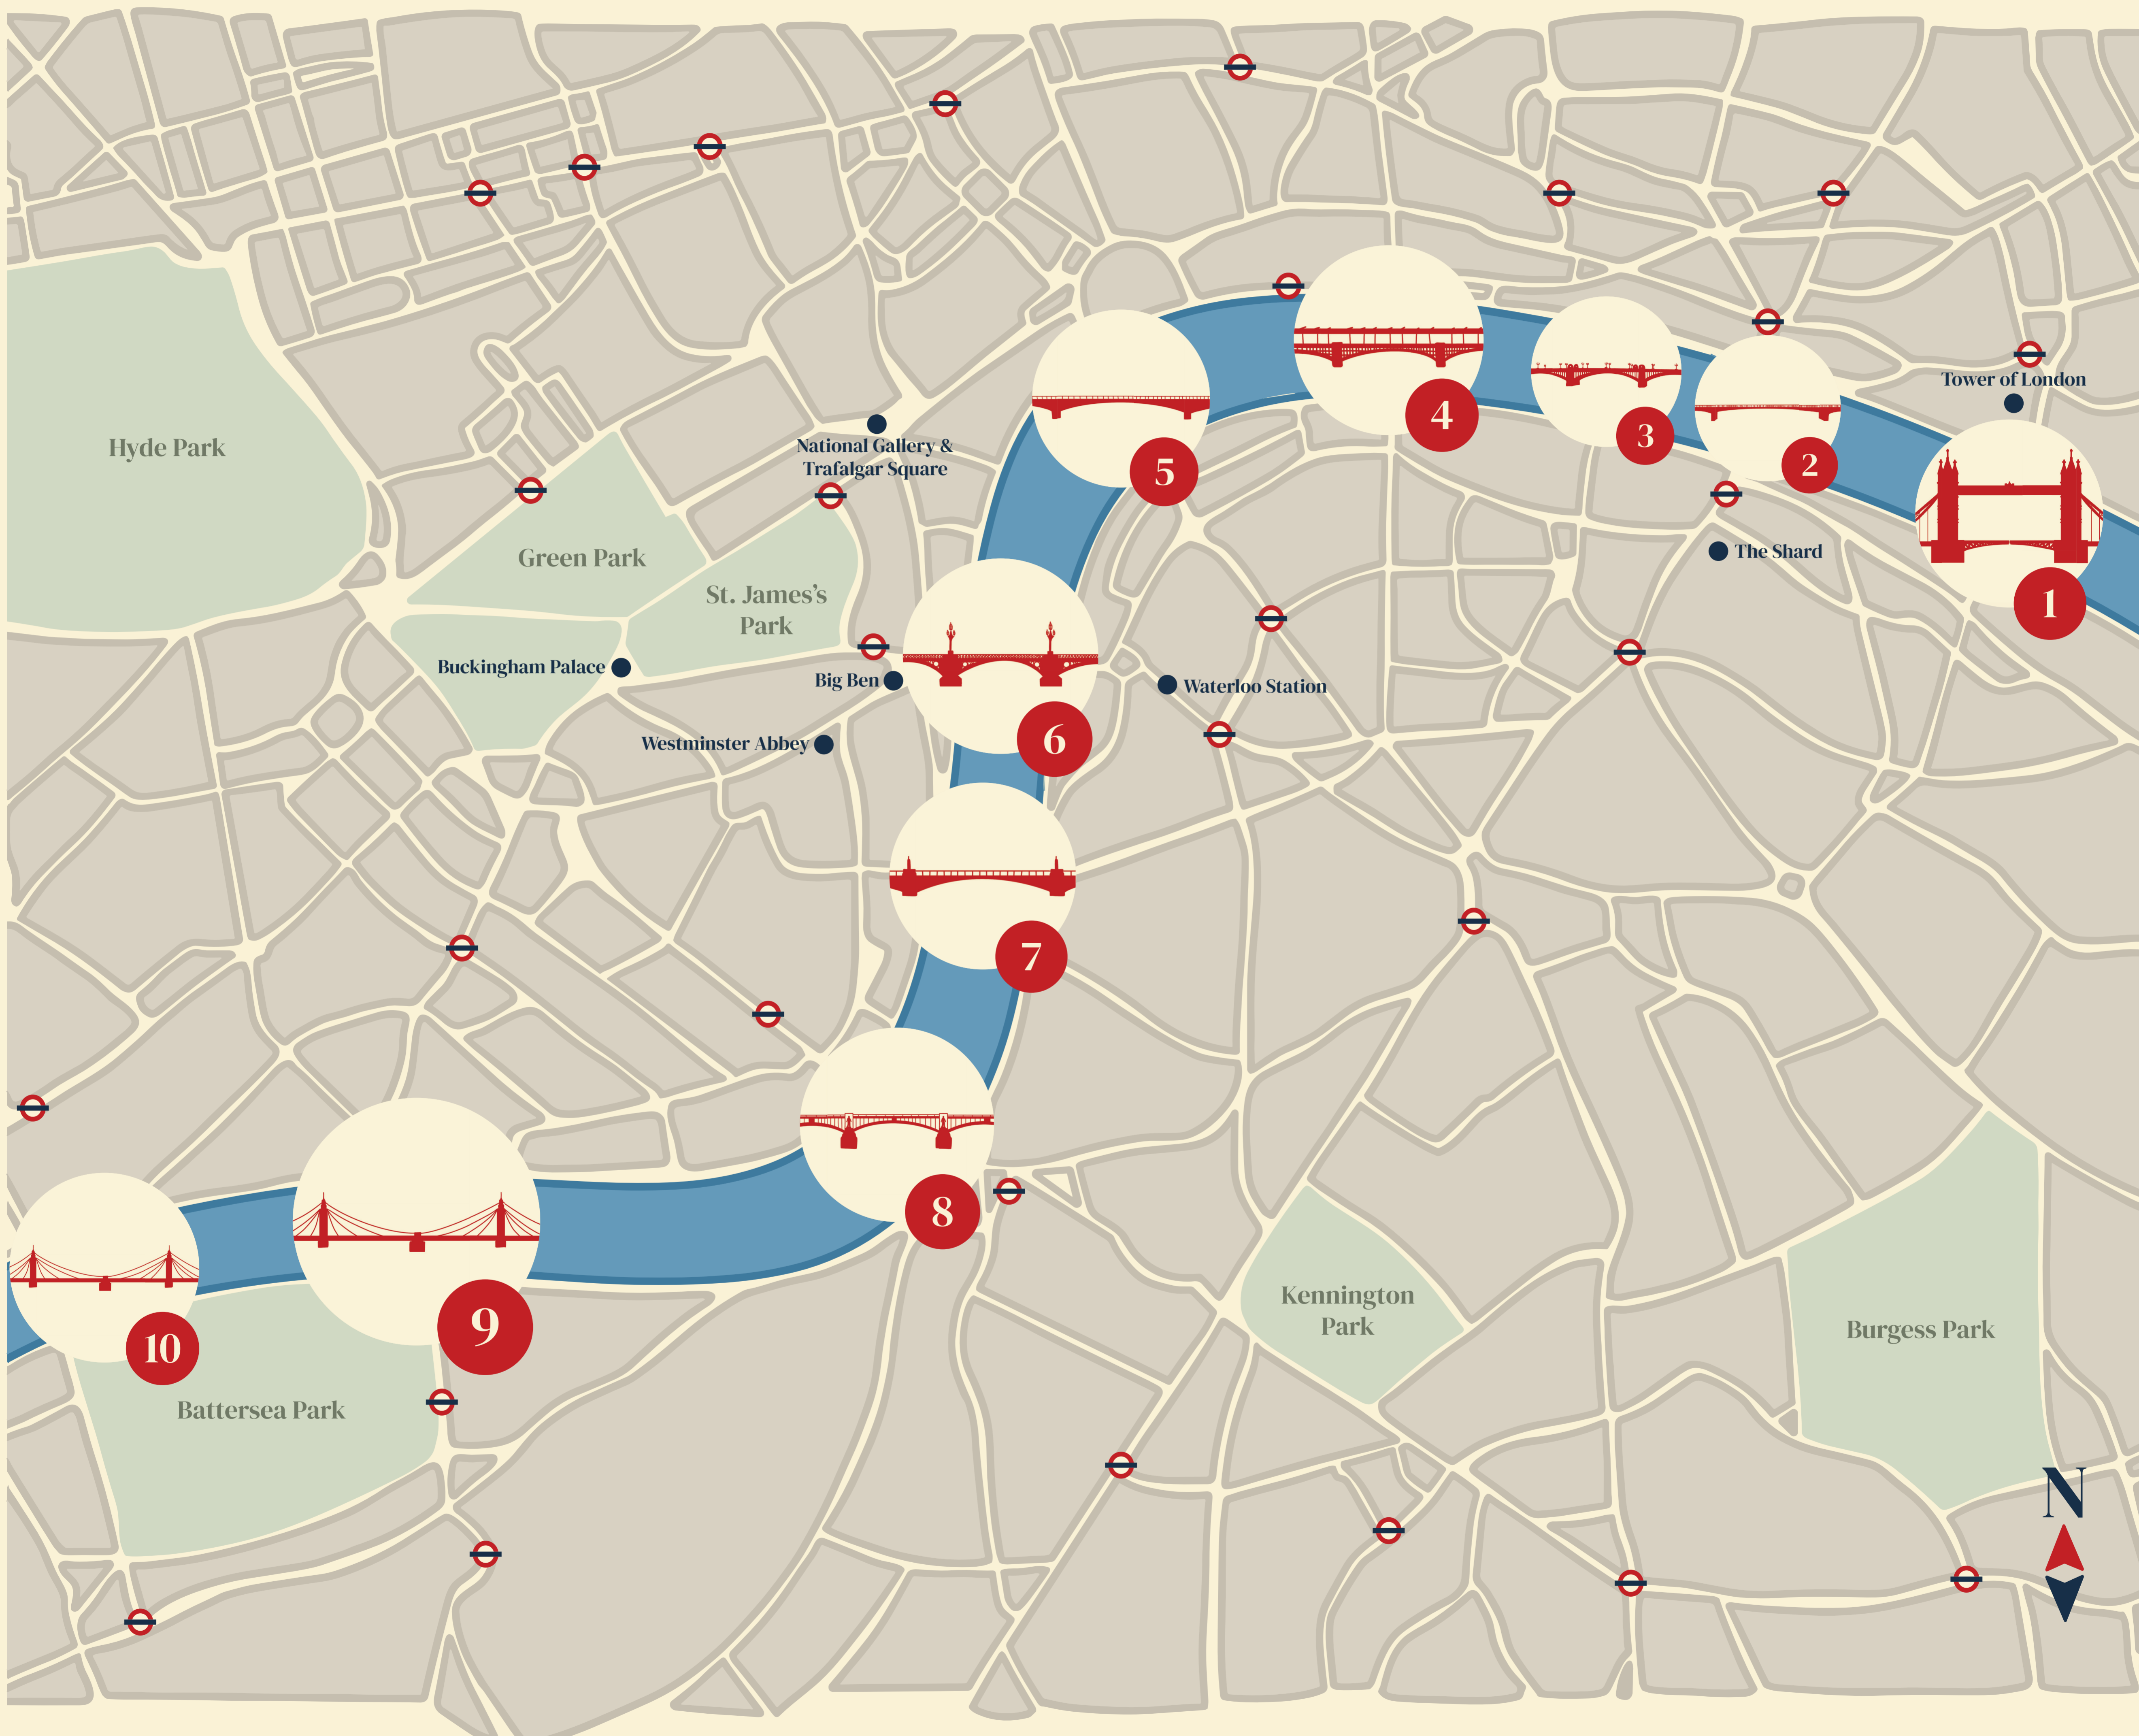 Tower of London
4
Hyde Park
National Gallery &
Trafalgar Square
3
2
5
Green Park
The Shard
St. James's
Park
1
Buckingham Palace
Big Ben
Waterloo Station
Westminster Abbey
6
7
8
Kennington
Park
9
Burgess Park
10
Battersea Park
N